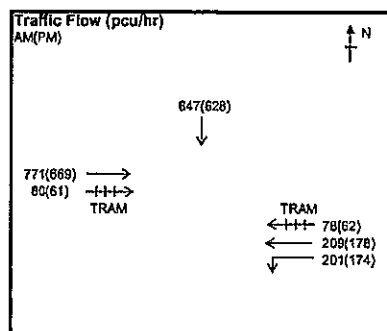 Traffic Flow (pcu/hr)
AM(PM)
N
647(628)
771(669)
80(61)
TRAM
TRAM
78(62)
209(178)
201(174)